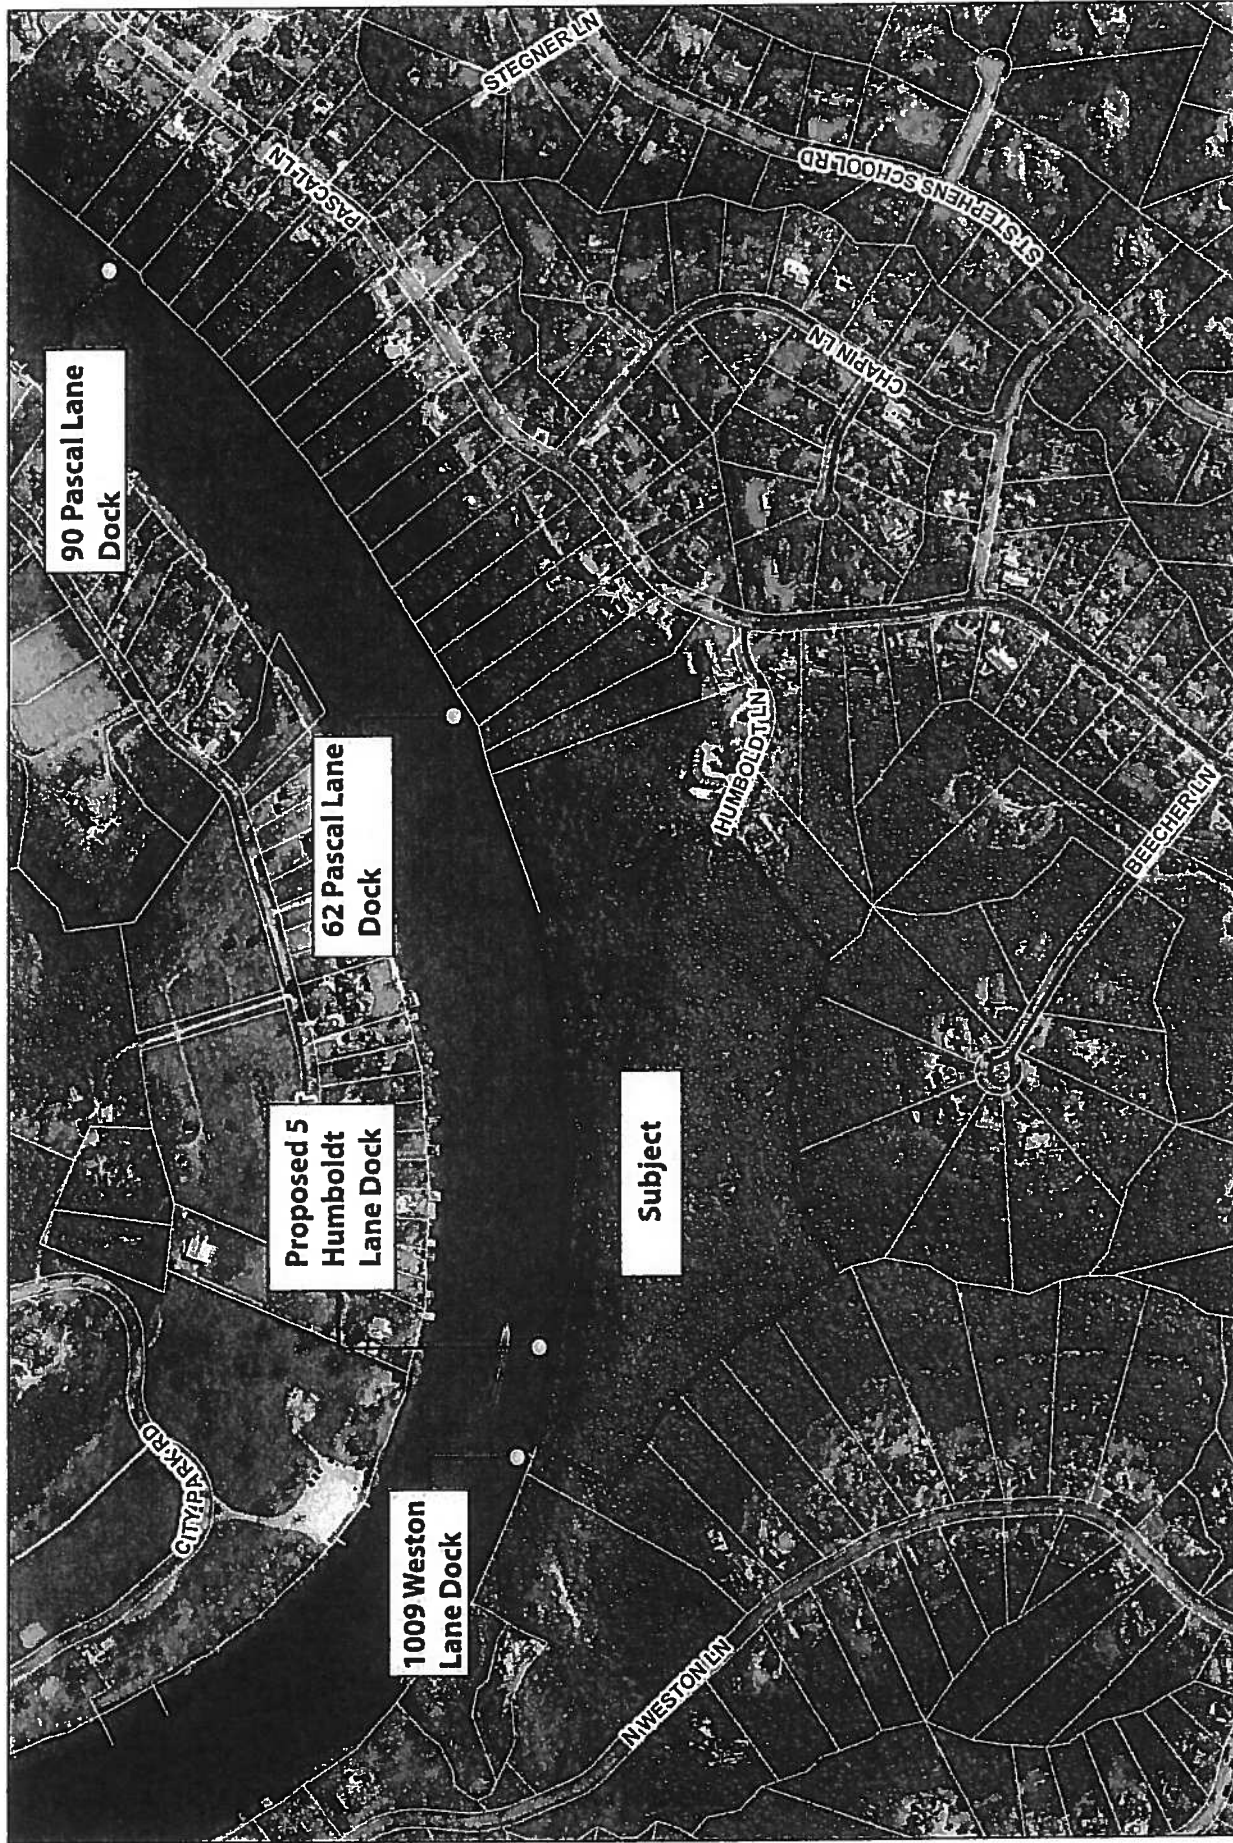 90 Pascal Lane
Dock
62 Pascal Lane
Dock
Proposed 5
Humboldt
Lane Dock
1009 Weston
Lane Dock
Subject
STEGNER LN
PASCAL LN
ST STEPHENS SCHOOL RD
CHAPIN LN
HUMBOLDT LN
BEECHER LN
CITY PARK RD
N WESTON LN